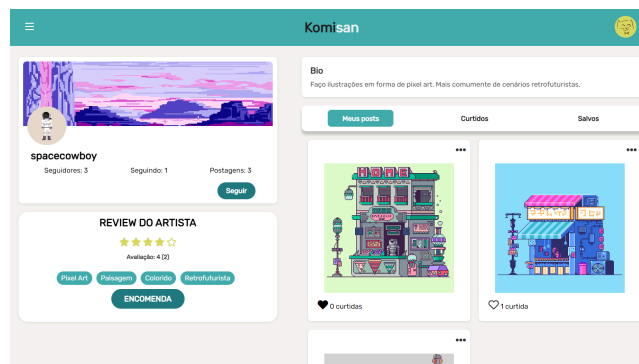 Komisan
spacecowboy
Seguidores: 3 Seguindo: 1 Postagens: 3
Seguir
REVIEW DO ARTISTA
Avaliação: 4 (2)
Pixel Art Paisagem Colorido Retrofuturista
ENCOMENDA
Bio
Faço ilustrações em forma de pixel art. Mais comumente de cenários retrofuturistas.
Meus posts Curtidos Salvos
HOME
0 curtidas
1 curtida